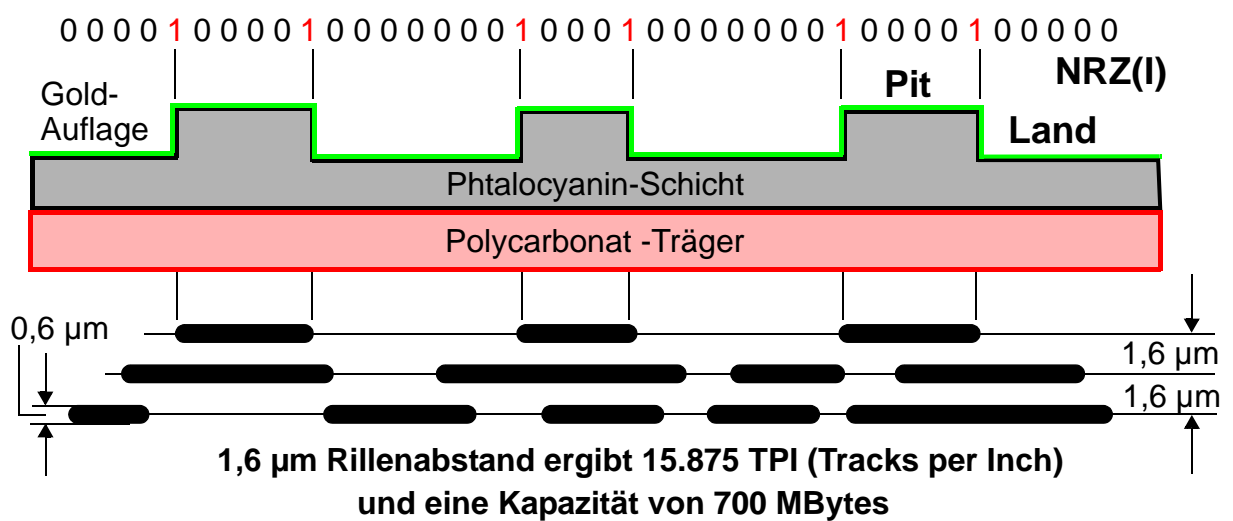 0 0 0 0 1 0 0 0 0 1 0 0 0 0 0 0 0 1 0 0 0 1 0 0 0 0 0 0 0 1 0 0 0 0 1 0 0 0 0 0
NRZ(I)
Gold-
Auflage
Pit
Land
Phtalocyanin-Schicht
Polycarbonat -Träger
0,6 µm
1,6 µm
1,6 µm
1,6 µm Rillenabstand ergibt 15.875 TPI (Tracks per Inch)
und eine Kapazität von 700 MBytes